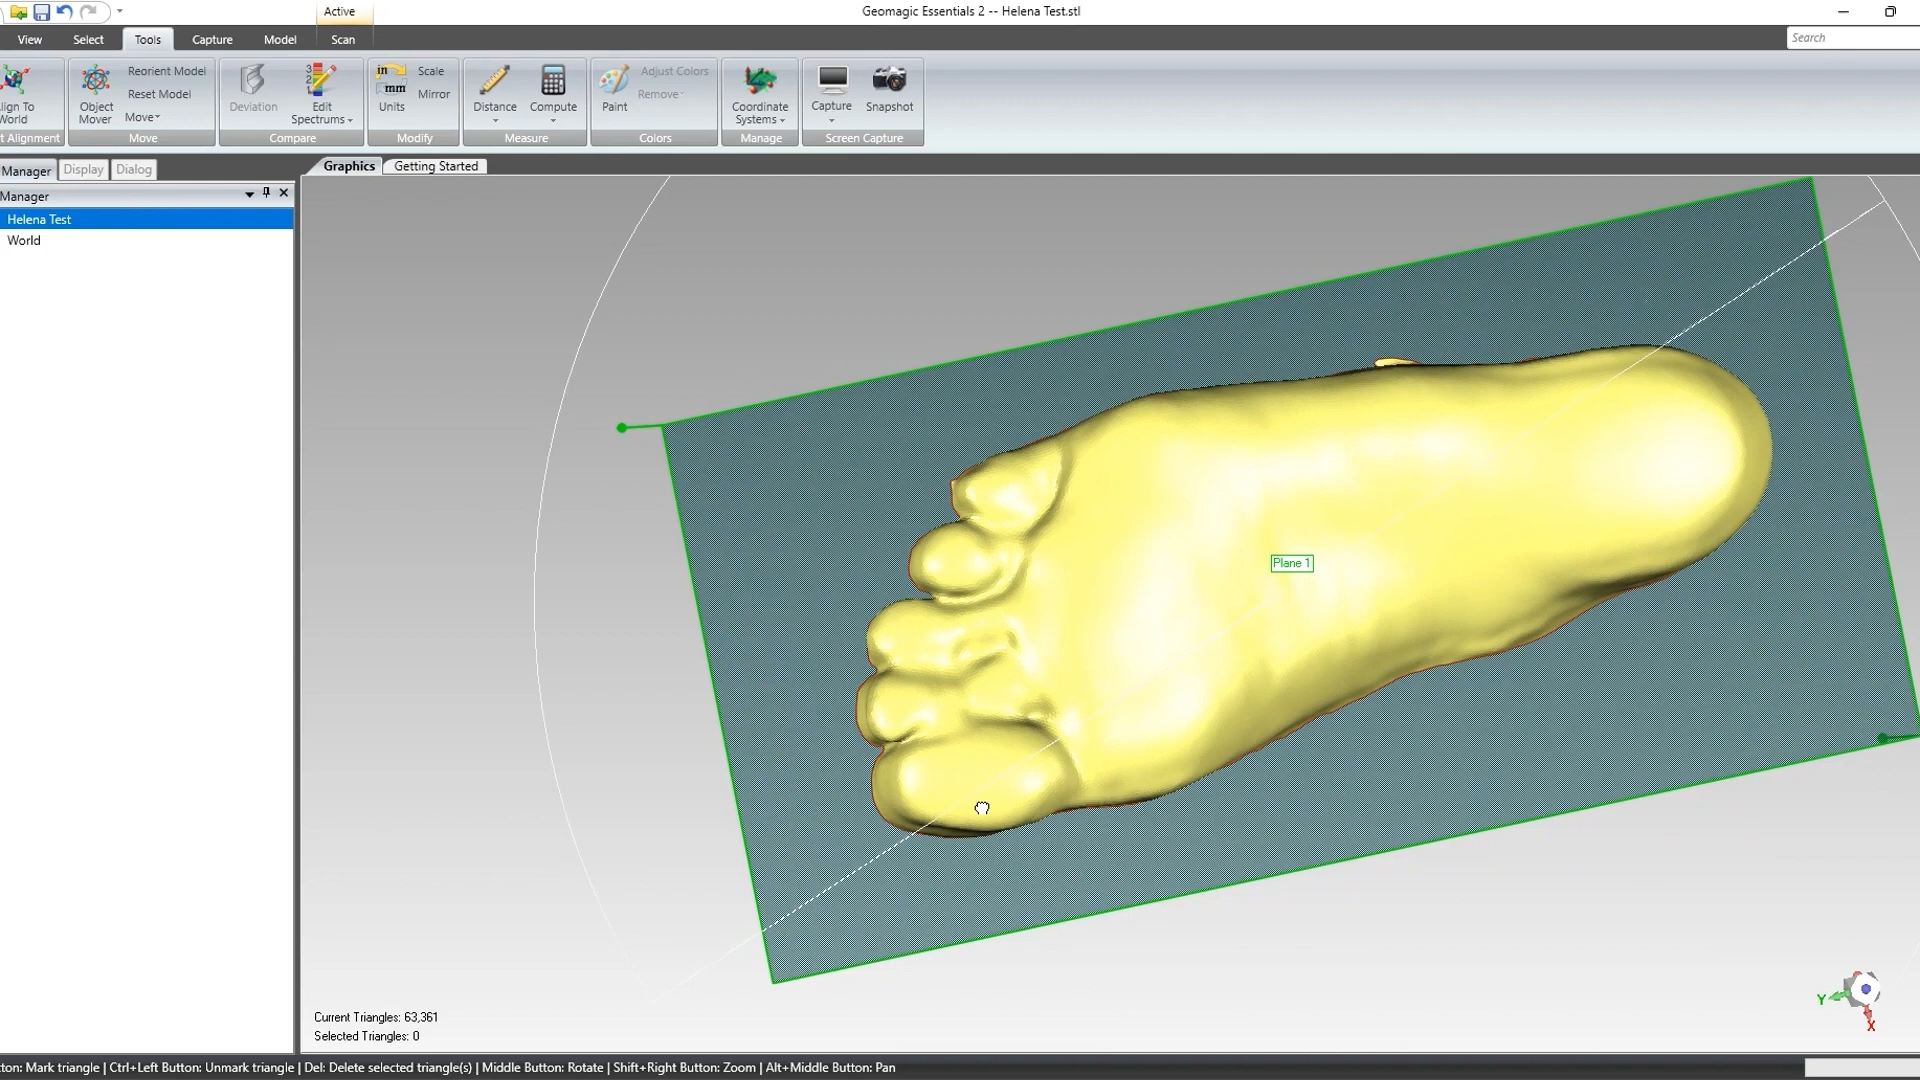 Active
Geomagic Essentials 2 -- Helena Test.stl
View Select Tools Capture Model Scan
Search
Reorient Model
Reset Model
Move
Object
Mover
Move
lign To
World
t Alignment
Deviation
Edit
Spectrums
Compare
in
mm
Units
Scale
Mirror
Modify
Distance
Compute
Measure
Paint
Adjust Colors
Remove
Colors
Coordinate
Systems
Manage
Capture
Snapshot
Screen Capture
Manager Display Dialog
Graphics Getting Started
Manager
Helena Test
World
Plane 1
Y
X
Current Triangles: 63,361
Selected Triangles: 0
ton: Mark triangle | Ctrl+Left Button: Unmark triangle | Del: Delete selected triangle(s) | Middle Button: Rotate | Shift+Right Button: Zoom | Alt+Middle Button: Pan